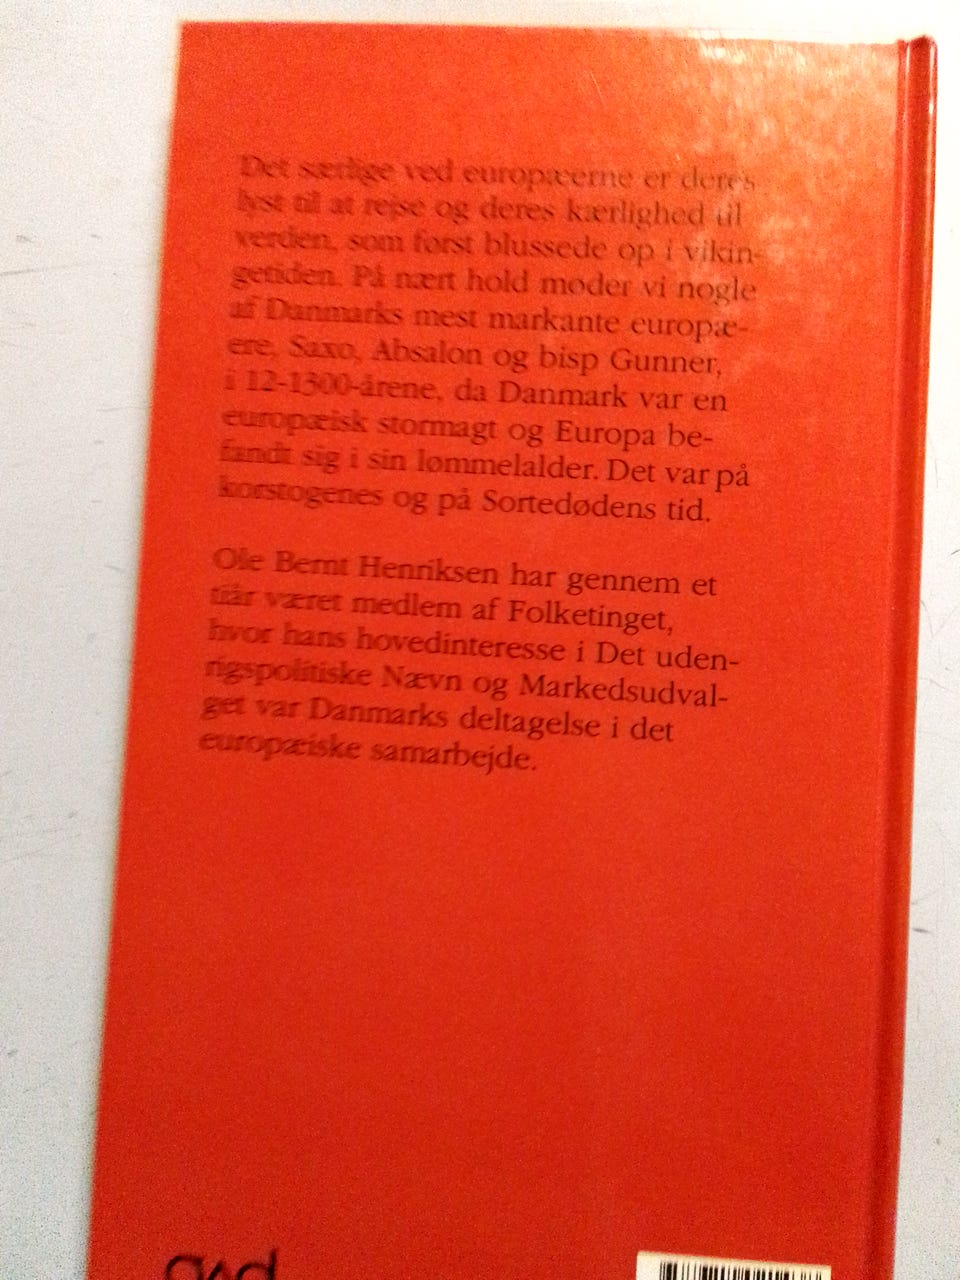 Det særlige ved europæerne er deres
lyst til at rejse og deres kærlighed til
verden, som først blussede op i vikin-
getiden. På nært hold møder vi nogle
af Danmarks mest markante europæ-
ere, Saxo, Absalon og bisp Gunner,
i 12-1300-årene, da Danmark var en
europæisk stormagt og Europa be-
fandt sig i sin lømmelalder. Det var på
korstogenes og på Sortedødens tid.
Ole Bernt Henriksen har gennem et
tiår været medlem af Folketinget,
hvor hans hovedinteresse i Det uden-
rigspolitiske Nævn og Markedsudval-
get var Danmarks deltagelse i det
europæiske samarbejde.